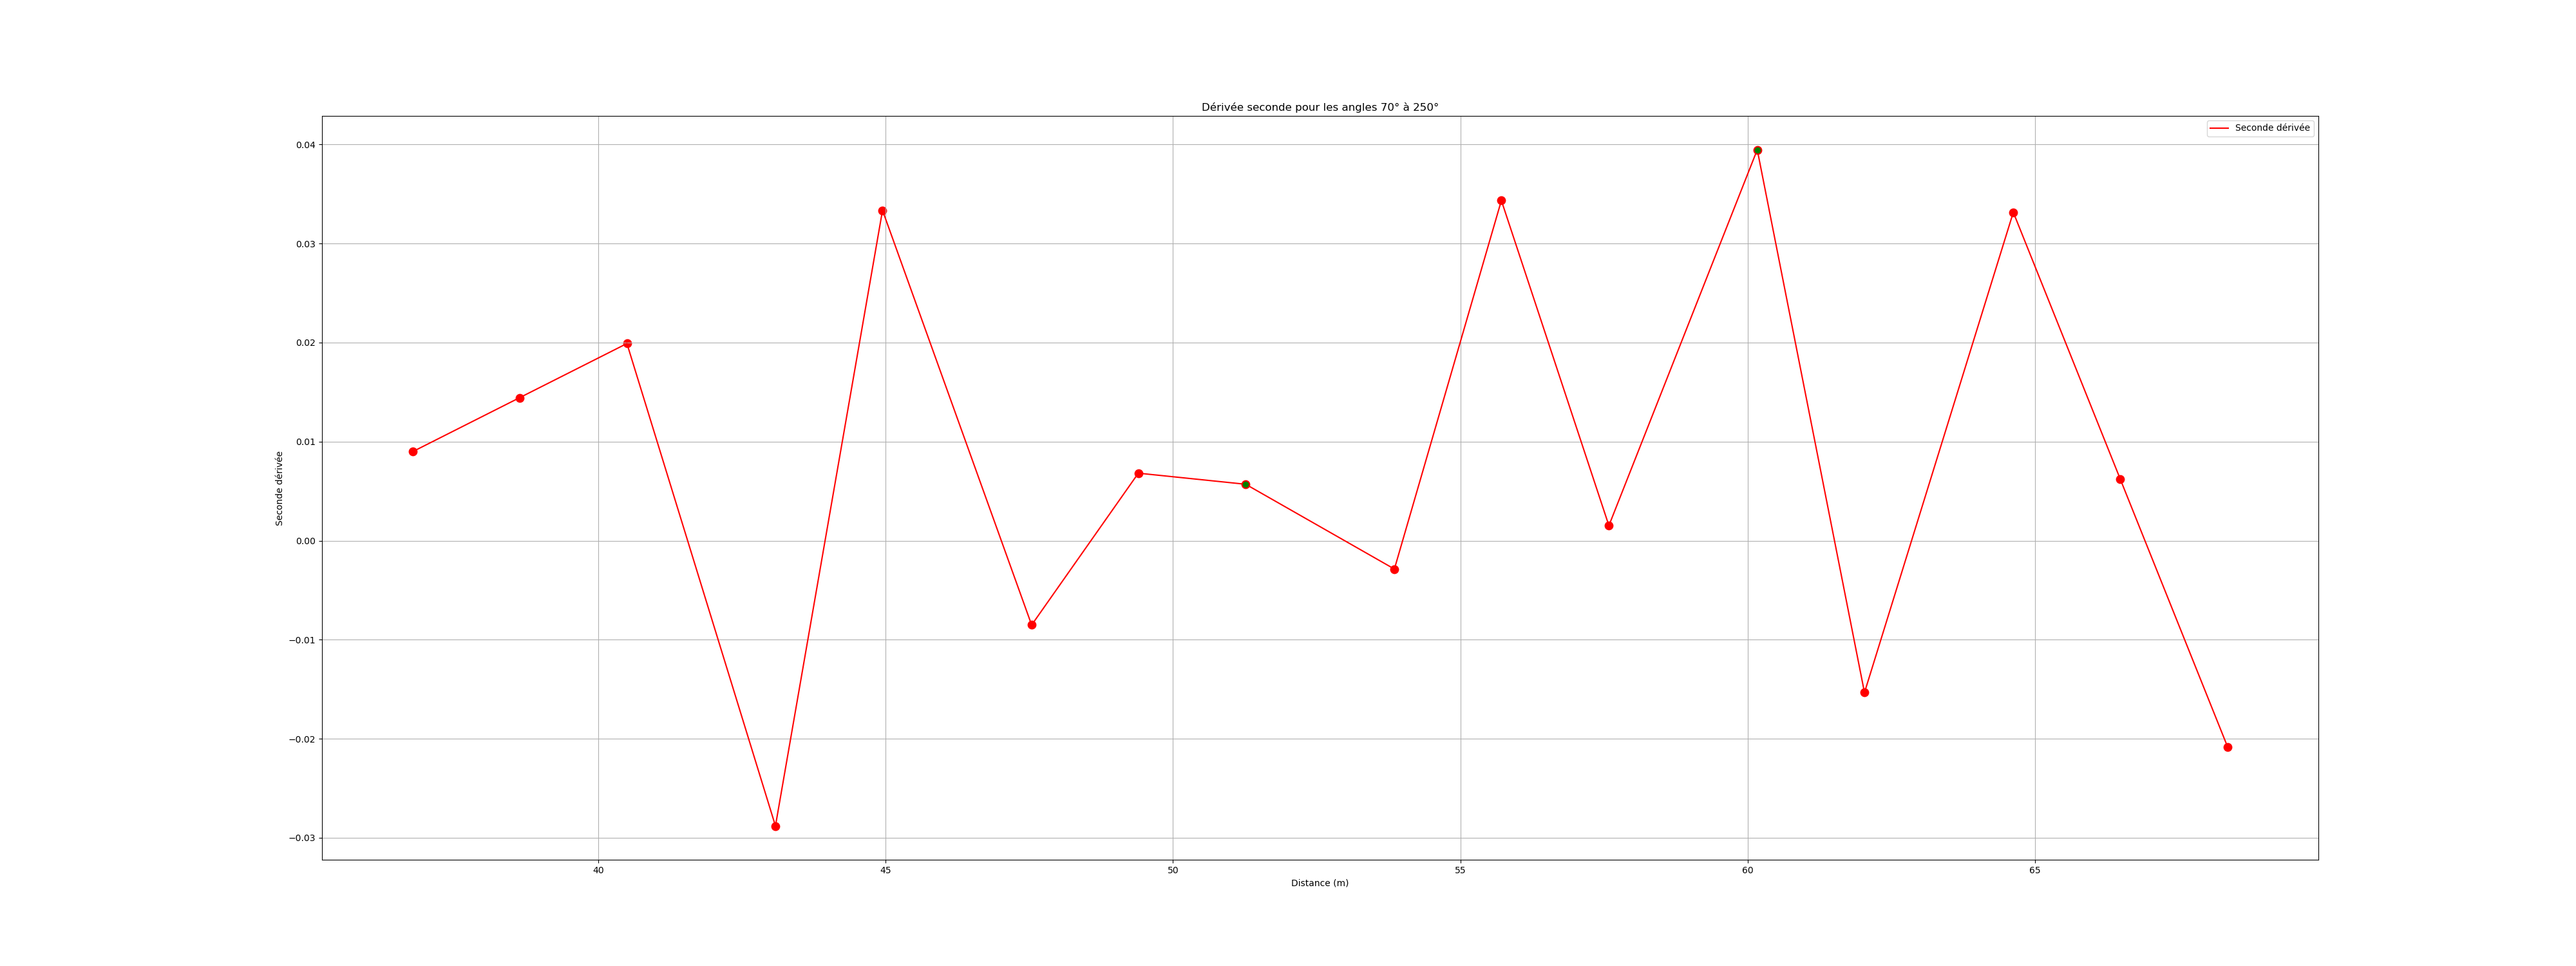 Dérivée seconde pour les angles 70° à 250°
Seconde dérivée
0.04
0.03
0.02
0.01
0.00
−0.01
−0.02
−0.03
Seconde dérivée
40 45 50 55 60 65
Distance (m)